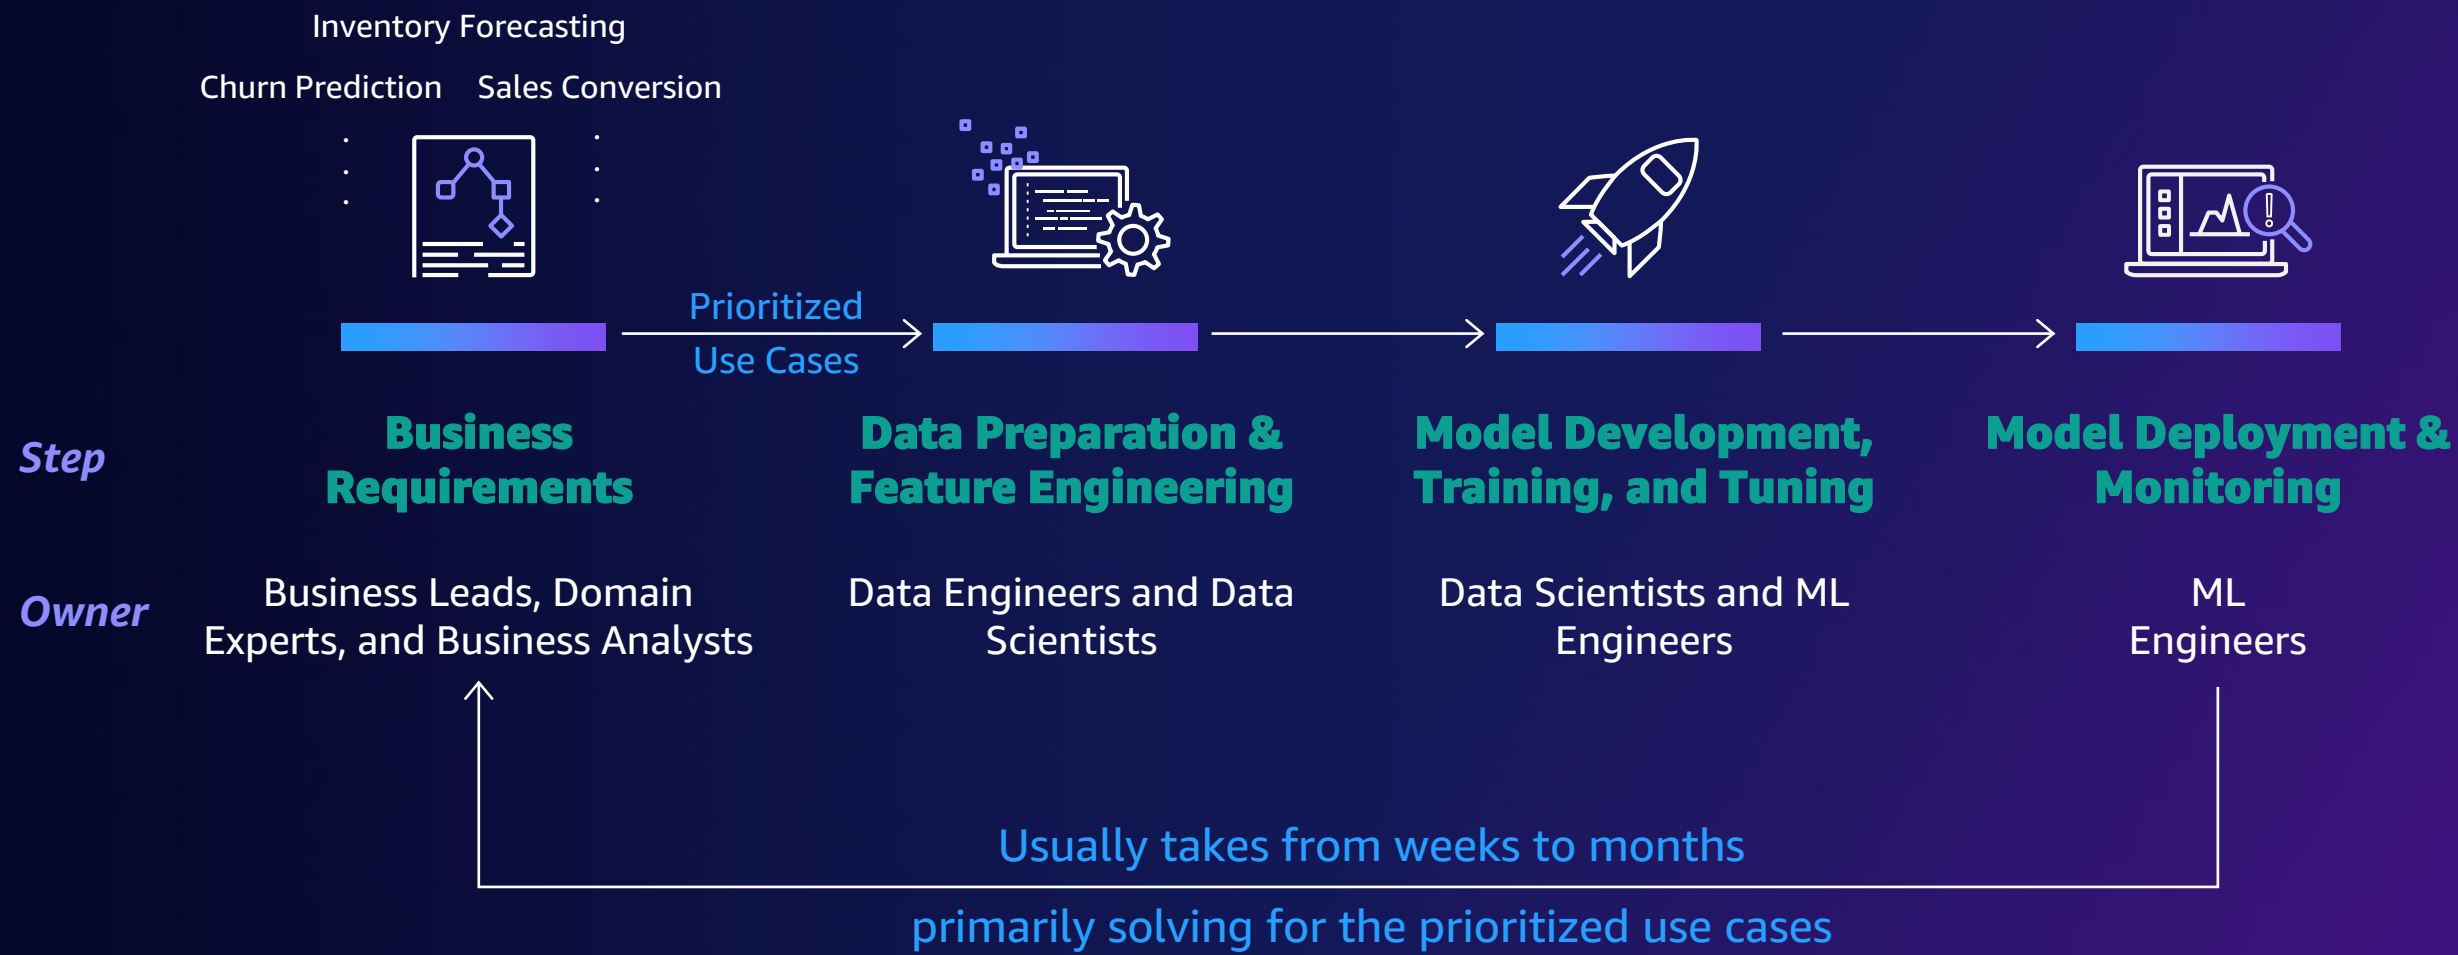 Inventory Forecasting
Churn Prediction Sales Conversion
Prioritized
Use Cases
Step
Business
Requirements
Data Preparation &
Feature Engineering
Model Development,
Training, and Tuning
Model Deployment &
Monitoring
Owner
Business Leads, Domain
Experts, and Business Analysts
Data Engineers and Data
Scientists
Data Scientists and ML
Engineers
ML
Engineers
Usually takes from weeks to months
primarily solving for the prioritized use cases